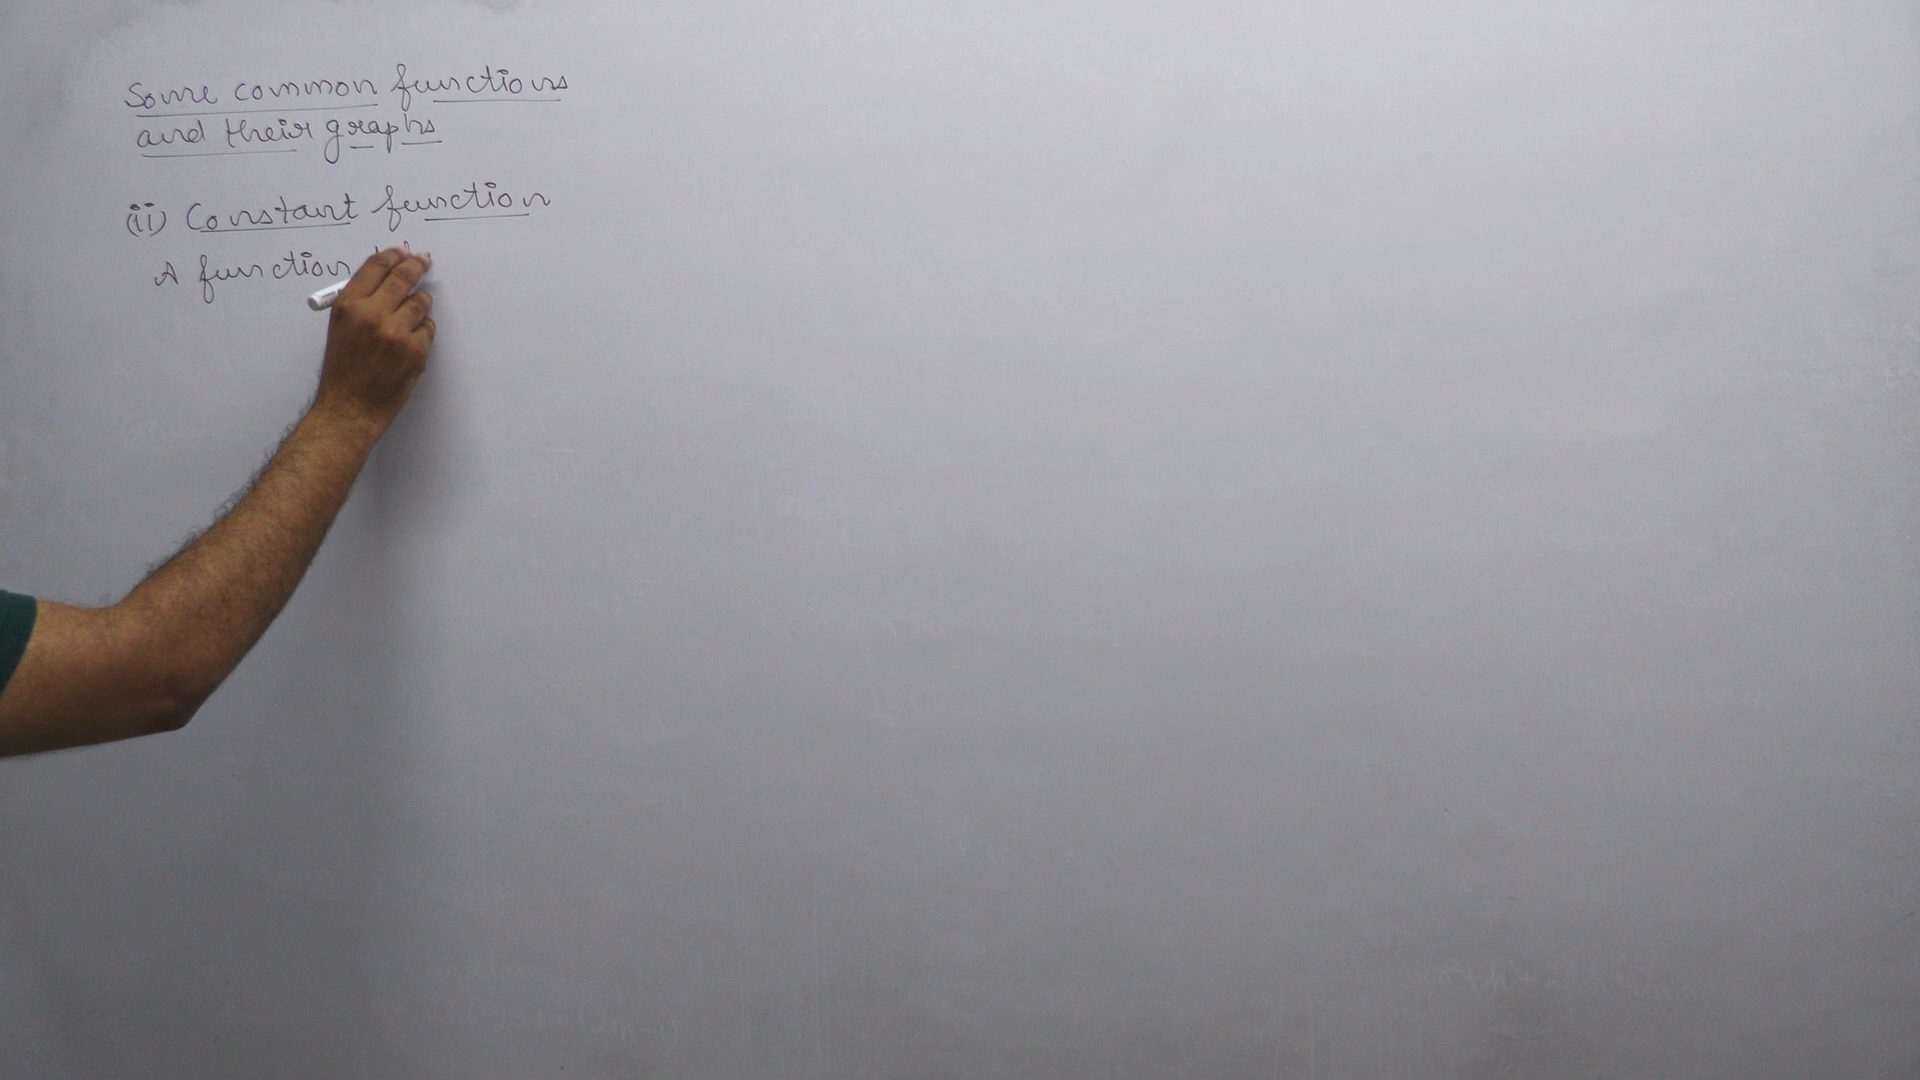 Some common functions
and their graphs
(ii) Constant function
A function